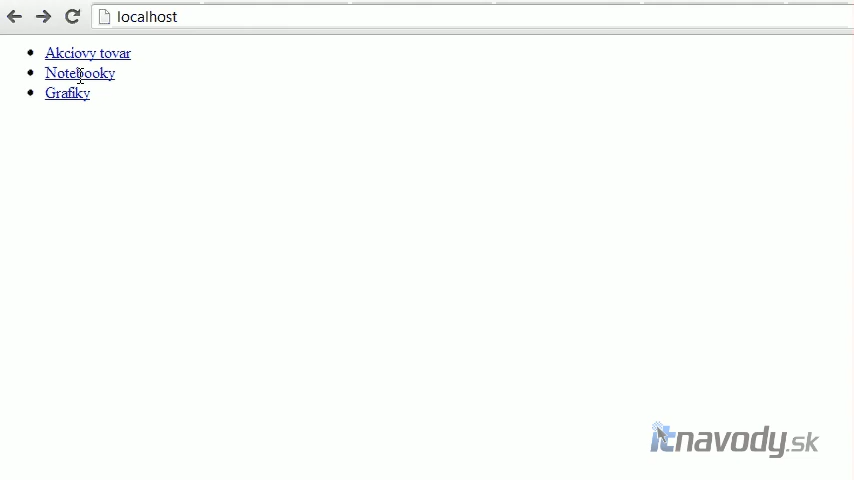 localhost
Akciovy tovar
Notebooky
Grafiky
itnavody.sk